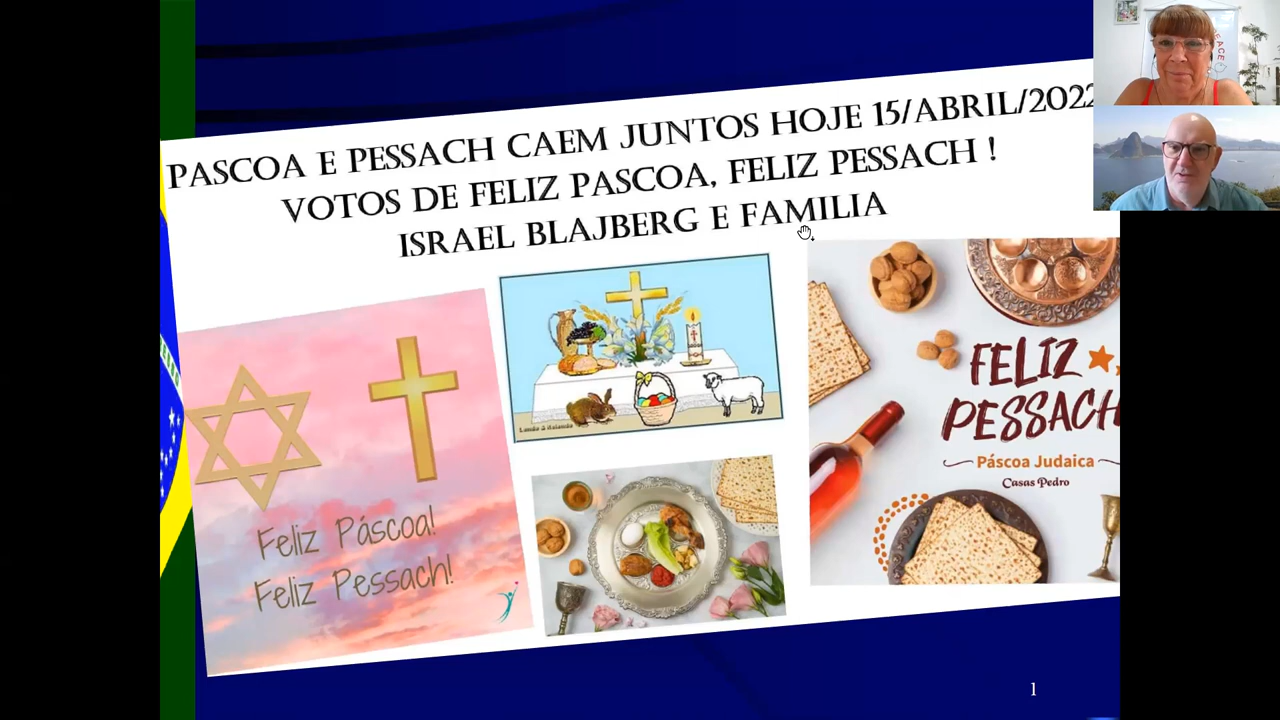 PASCOA E PESSACH CAEM JUNTOS HOJE 15/ABRIL/2022
VOTOS DE FELIZ PASCOA, FELIZ PESSACH !
ISRAEL BLAJBERG E FAMILIA
Feliz Páscoa!
Feliz Pessach!
FELIZ
PESSACH
Páscoa Judaica
Casas Pedro
1